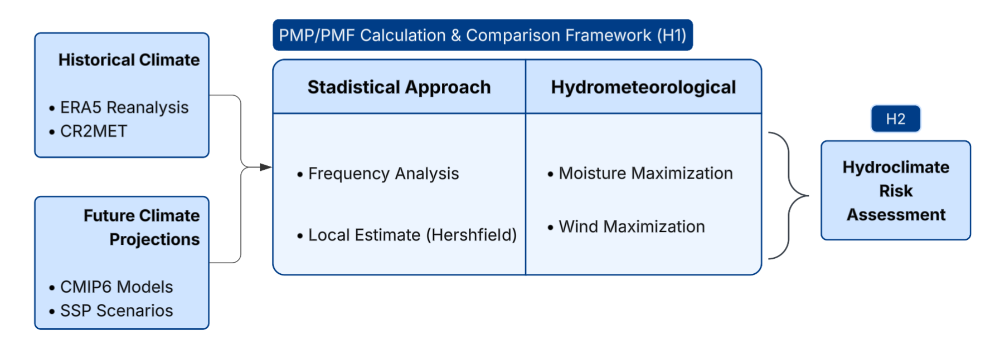 Historical Climate
• ERA5 Reanalysis
• CR2MET
Future Climate
Projections
• CMIP6 Models
• SSP Scenarios
PMP/PMF Calculation & Comparison Framework (H1)
Stadistical Approach
• Frequency Analysis
• Local Estimate (Hershfield)
Hydrometeorological
• Moisture Maximization
• Wind Maximization
H2
Hydroclimate
Risk
Assessment